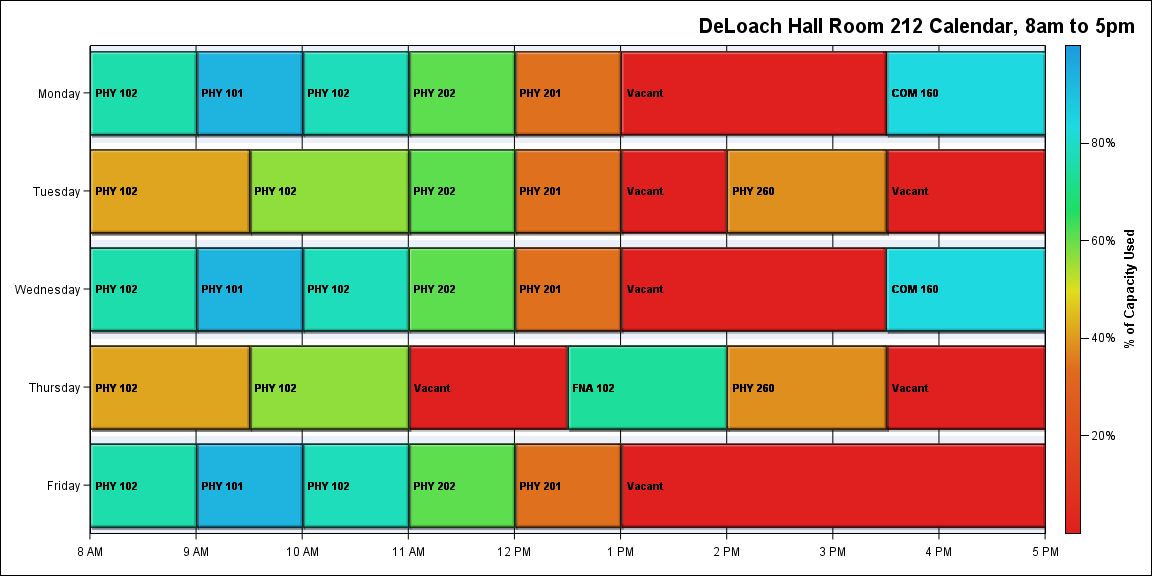 DeLoach Hall Room 212 Calendar, 8am to 5pm
Monday
PHY 102
PHY 101
PHY 102
PHY 202
PHY 201
Vacant
COM 160
Tuesday
PHY 102
PHY 102
PHY 202
PHY 201
Vacant
PHY 260
Vacant
Wednesday
PHY 102
PHY 101
PHY 102
PHY 202
PHY 201
Vacant
COM 160
Thursday
PHY 102
PHY 102
Vacant
FNA 102
PHY 260
Vacant
Friday
PHY 102
PHY 101
PHY 102
PHY 202
PHY 201
Vacant
8 AM
9 AM
10 AM
11 AM
12 PM
1 PM
2 PM
3 PM
4 PM
5 PM
80%
60%
40%
20%
% of Capacity Used